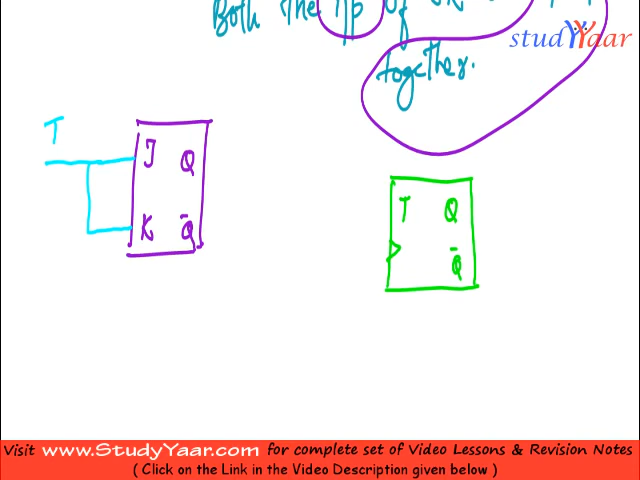 Both the i/p of
studYYaar
together.
T
J Q
K Q̄
T Q
Q̄
Visit www.StudyYaar.com for complete set of Video Lessons & Revision Notes
( Click on the Link in the Video Description given below )